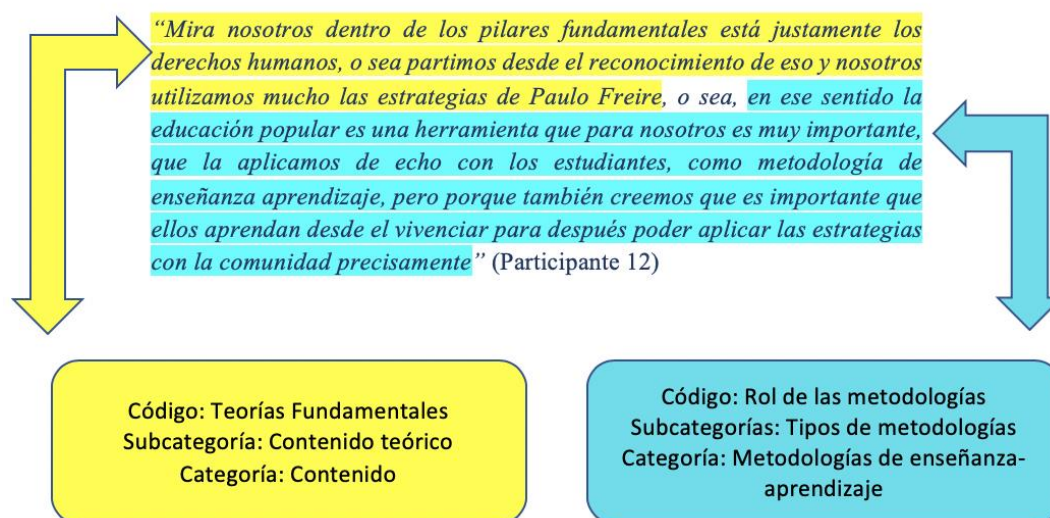 “Mira nosotros dentro de los pilares fundamentales está justamente los
derechos humanos, o sea partimos desde el reconocimiento de eso y nosotros
utilizamos mucho las estrategias de Paulo Freire, o sea, en ese sentido la
educación popular es una herramienta que para nosotros es muy importante,
que la aplicamos de echo con los estudiantes, como metodología de
enseñanza aprendizaje, pero porque también creemos que es importante que
ellos aprendan desde el vivenciar para después poder aplicar las estrategias
con la comunidad precisamente” (Participante 12)
Código: Teorías Fundamentales
Subcategoría: Contenido teórico
Categoría: Contenido
Código: Rol de las metodologías
Subcategorías: Tipos de metodologías
Categoría: Metodologías de enseñanza-
aprendizaje